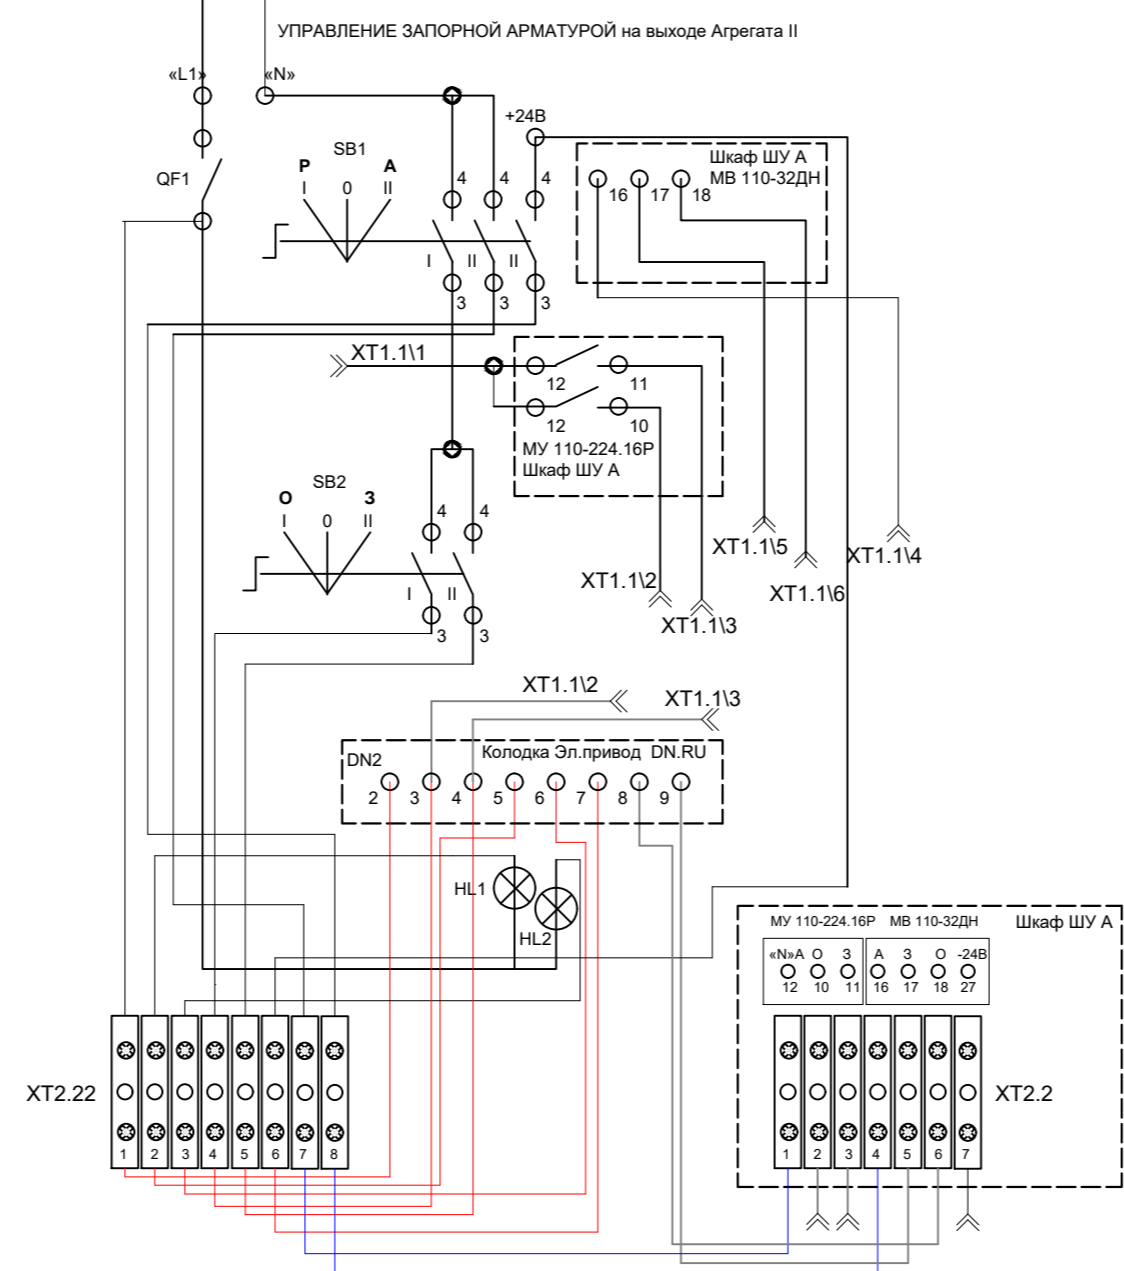 УПРАВЛЕНИЕ ЗАПОРНОЙ АРМАТУРОЙ на выходе Агрегата II
«L1» «N»
+24В
SB1
Р А
I 0 II
QF1
4 4 4
I II II
3 3 3
Шкаф ШУ А
МВ 110-32ДН
16 17 18
XT1.1\1
12 11
12 10
МУ 110-224.16Р
Шкаф ШУ А
SB2
О З
I 0 II
4 4
I II
3 3
XT1.1\5
XT1.1\4
XT1.1\2
XT1.1\6
XT1.1\3
XT1.1\2
XT1.1\3
DN2
Колодка Эл.привод DN.RU
2 3 4 5 6 7 8 9
HL1
HL2
МУ 110-224.16Р МВ 110-32ДН Шкаф ШУ А
«N»А О З А З О -24В
12 10 11 16 17 18 27
XT2.22
XT2.2
1 2 3 4 5 6 7 8
1 2 3 4 5 6 7